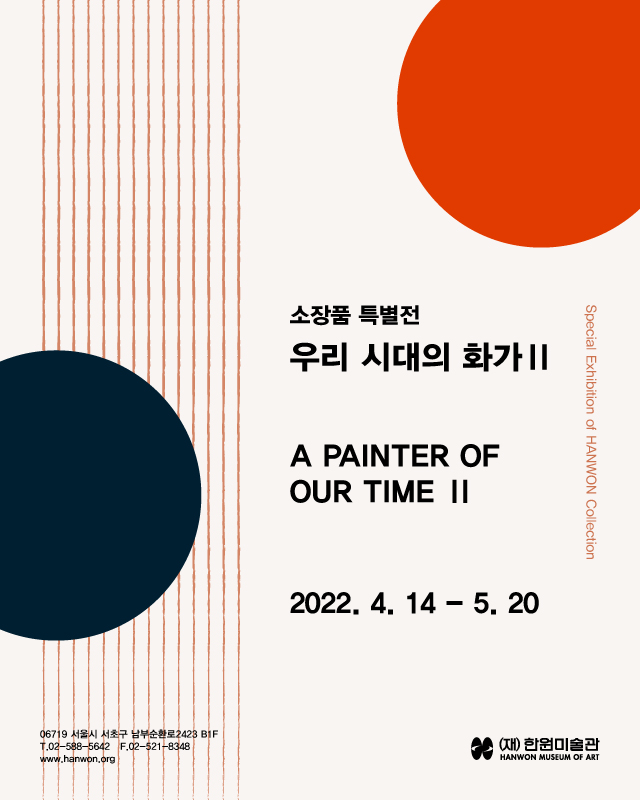 소장품 특별전
우리 시대의 화가 II
Special Exhibition of HANWON Collection
A PAINTER OF
OUR TIME II
2022. 4. 14 – 5. 20
06719 서울시 서초구 남부순환로2423 B1F
T.02-588-5642 F.02-521-8348
www.hanwon.org
(재) 한원미술관
HANWON MUSEUM OF ART